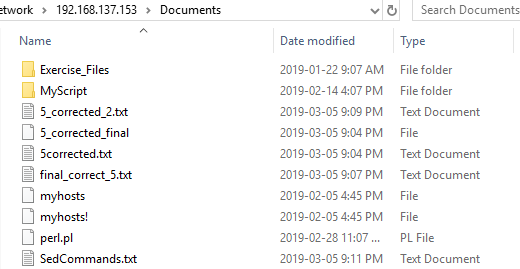 etwork > 192.168.137.153 > Documents Search Documents
Name Date modified Type
Exercise_Files 2019-01-22 9:07 AM File folder
MyScript 2019-02-14 4:07 PM File folder
5_corrected_2.txt 2019-03-05 9:09 PM Text Document
5_corrected_final 2019-03-05 9:04 PM File
5corrected.txt 2019-03-05 9:04 PM Text Document
final_correct_5.txt 2019-03-05 9:07 PM Text Document
myhosts 2019-02-05 4:45 PM File
myhosts! 2019-02-05 4:45 PM File
perl.pl 2019-02-28 11:07 ... PL File
SedCommands.txt 2019-03-05 9:11 PM Text Document